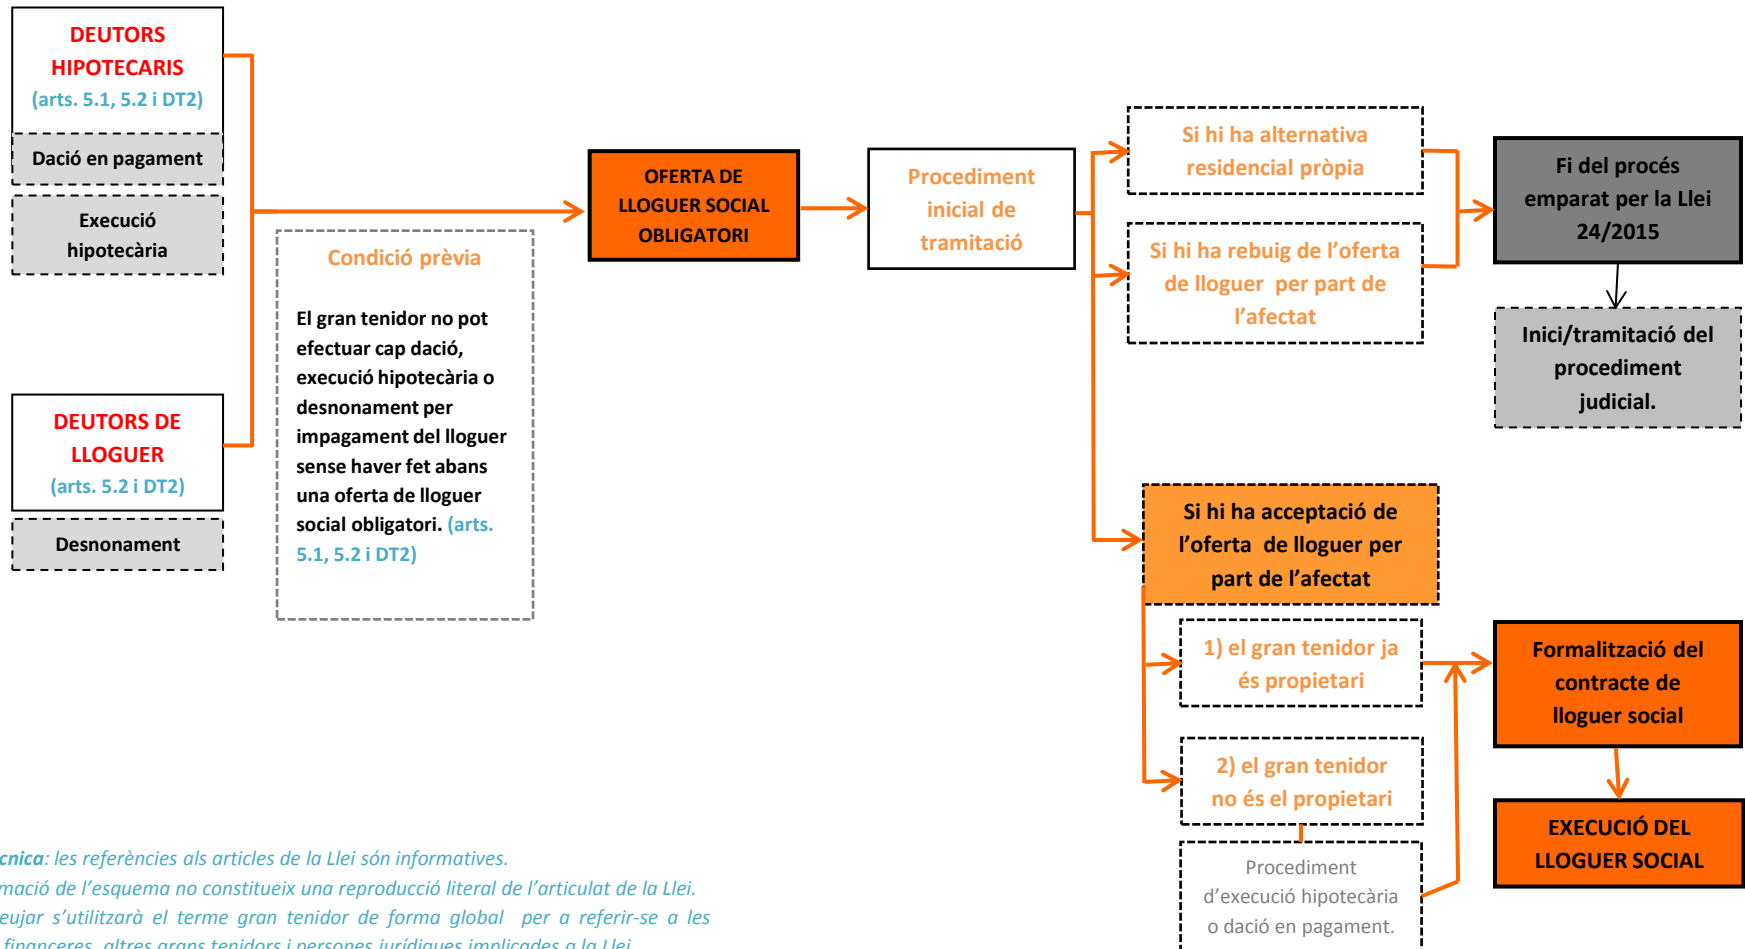 DEUTORS
HIPOTECARIS
(arts. 5.1, 5.2 i DT2)
Dació en pagament
Execució
hipotecària
DEUTORS DE
LLOGUER
(arts. 5.2 i DT2)
Desnonament
Condició prèvia
El gran tenidor no pot
efectuar cap dació,
execució hipotecària o
desnonament per
impagament del lloguer
sense haver fet abans
una oferta de lloguer
social obligatori. (arts.
5.1, 5.2 i DT2)
OFERTA DE
LLOGUER SOCIAL
OBLIGATORI
Procediment
inicial de
tramitació
Si hi ha alternativa
residencial pròpia
Si hi ha rebuig de l’oferta
de lloguer per part de
l’afectat
Fi del procés
emparat per la Llei
24/2015
Inici/tramitació del
procediment
judicial.
Si hi ha acceptació de
l’oferta de lloguer per
part de l’afectat
1) el gran tenidor ja
és propietari
2) el gran tenidor
no és el propietari
Procediment
d’execució hipotecària
o dació en pagament.
Formalització del
contracte de
lloguer social
EXECUCIÓ DEL
LLOGUER SOCIAL
cnica: les referències als articles de la Llei són informatives.
mació de l’esquema no constitueix una reproducció literal de l’articulat de la Llei.
eujar s’utilitzarà el terme gran tenidor de forma global per a referir-se a les
financeres, altres grans tenidors i persones jurídiques implicades a la Llei